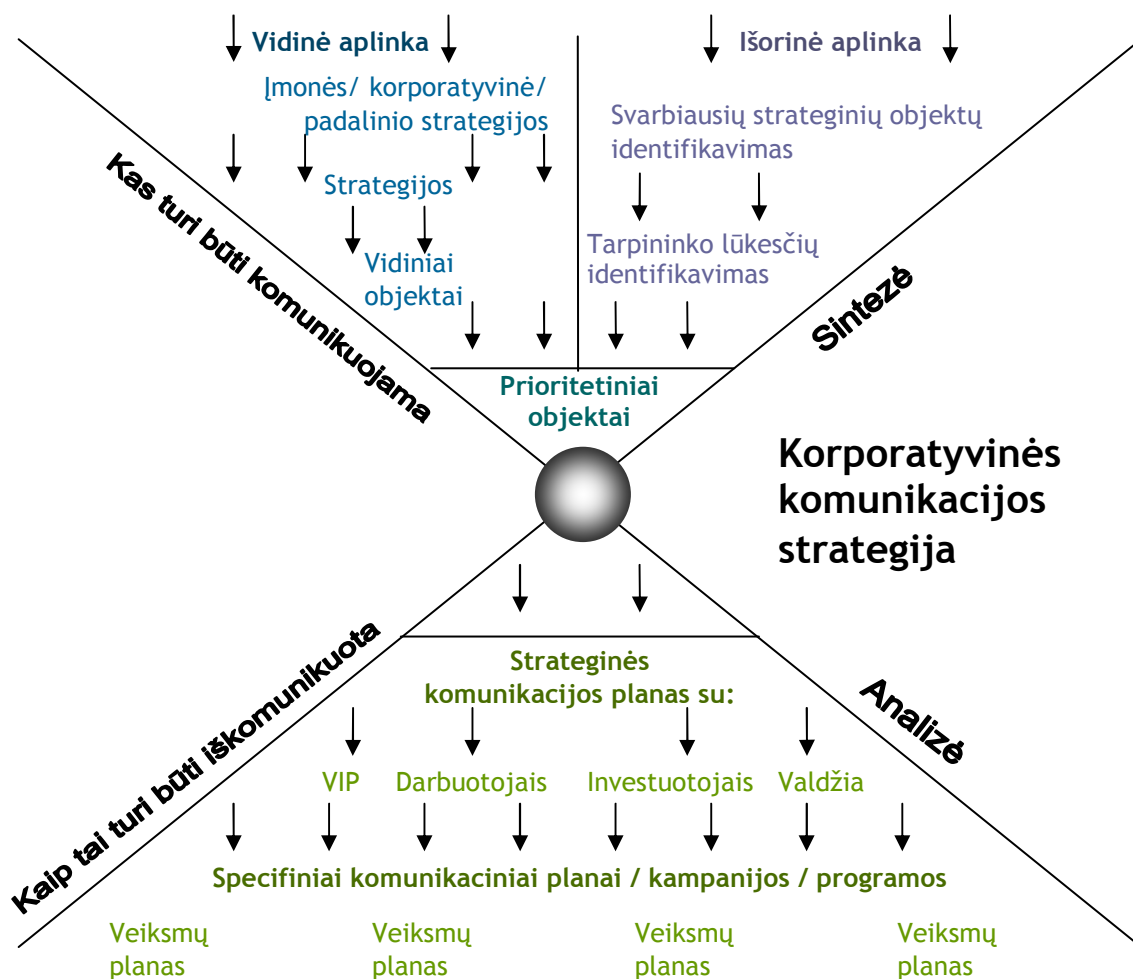 Vidinė aplinka
Išorinė aplinka
Įmonės/ korporatyvinė/
padalinio strategijos
Svarbiausių strateginių objektų
identifikavimas
Strategijos
Tarpininko lūkesčių
identifikavimas
Vidiniai
objektai
Kas turi būti komunikuojama
Sintezė
Prioritetiniai
objektai
Korporatyvinės
komunikacijos
strategija
Kaip tai turi būti iškomunikuota
Analizė
Strateginės
komunikacijos planas su:
VIP Darbuotojais Investuotojais Valdžia
Specifiniai komunikaciniai planai / kampanijos / programos
Veiksmų
planas
Veiksmų
planas
Veiksmų
planas
Veiksmų
planas